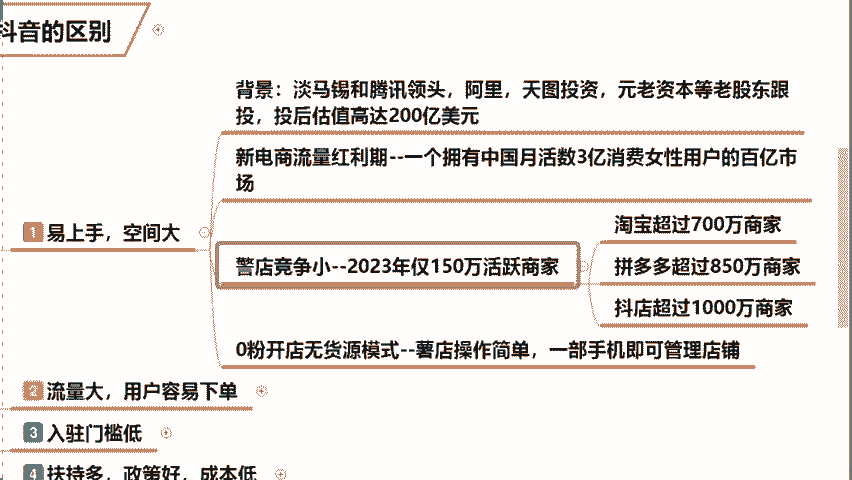 抖音的区别
背景：淡马锡和腾讯领头，阿里，天图投资，元老资本等老股东跟
投，投后估值高达200亿美元
新电商流量红利期--一个拥有中国月活数3亿消费女性用户的百亿市
场
1 易上手，空间大
淘宝超过700万商家
警店竞争小--2023年仅150万活跃商家
拼多多超过850万商家
抖店超过1000万商家
0粉开店无货源模式--薯店操作简单，一部手机即可管理店铺
2 流量大，用户容易下单
3 入驻门槛低
4 扶持多，政策好，成本低